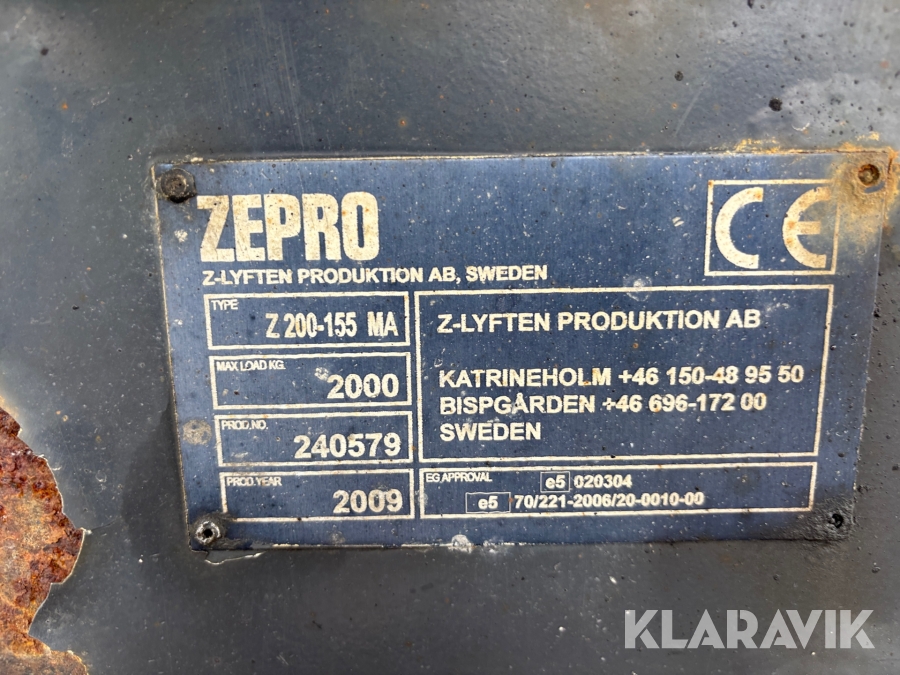 ZEPRO
CE
Z-LYFTEN PRODUKTION AB, SWEDEN
TYPE
Z 200-155 MA
MAX LOAD KG.
2000
PROD.NO.
240579
PROD.YEAR
2009
Z-LYFTEN PRODUKTION AB
KATRINEHOLM +46 150-48 95 50
BISPGÅRDEN +46 696-172 00
SWEDEN
EG APPROVAL
e5 020304
e5 70/221-2006/20-0010-00
KLARAVIK